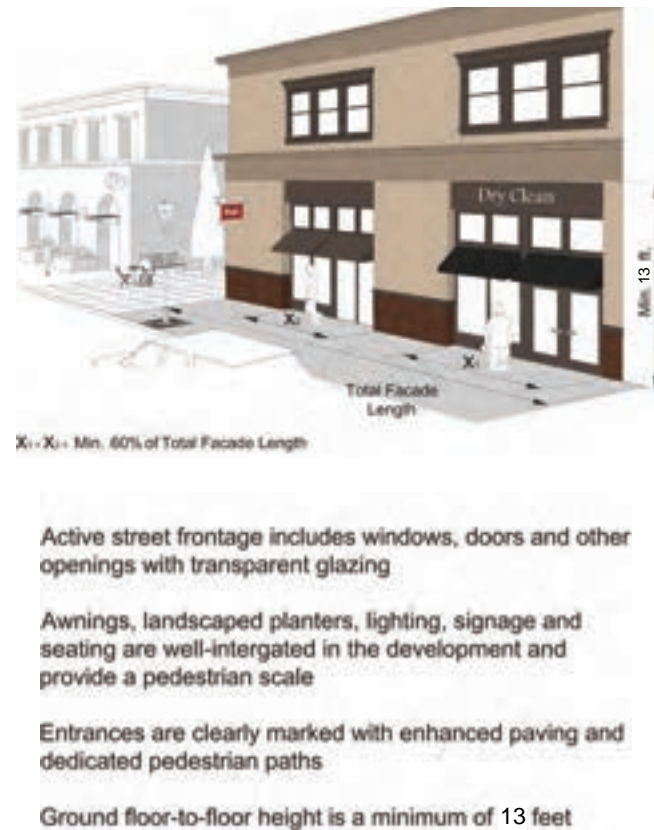 Dry Clean
Min. 13 ft.
X₂
X₁
Total Facade
Length
X₁ + X₂ = Min. 60% of Total Facade Length
Active street frontage includes windows, doors and other
openings with transparent glazing
Awnings, landscaped planters, lighting, signage and
seating are well-intergated in the development and
provide a pedestrian scale
Entrances are clearly marked with enhanced paving and
dedicated pedestrian paths
Ground floor-to-floor height is a minimum of 13 feet